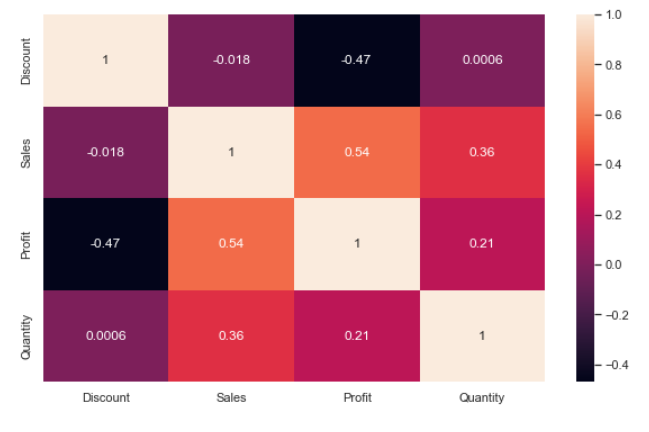 Discount 1 -0.018 -0.47 0.0006
Sales -0.018 1 0.54 0.36
Profit -0.47 0.54 1 0.21
Quantity 0.0006 0.36 0.21 1
Discount Sales Profit Quantity
1.0
0.8
0.6
0.4
0.2
0.0
−0.2
−0.4